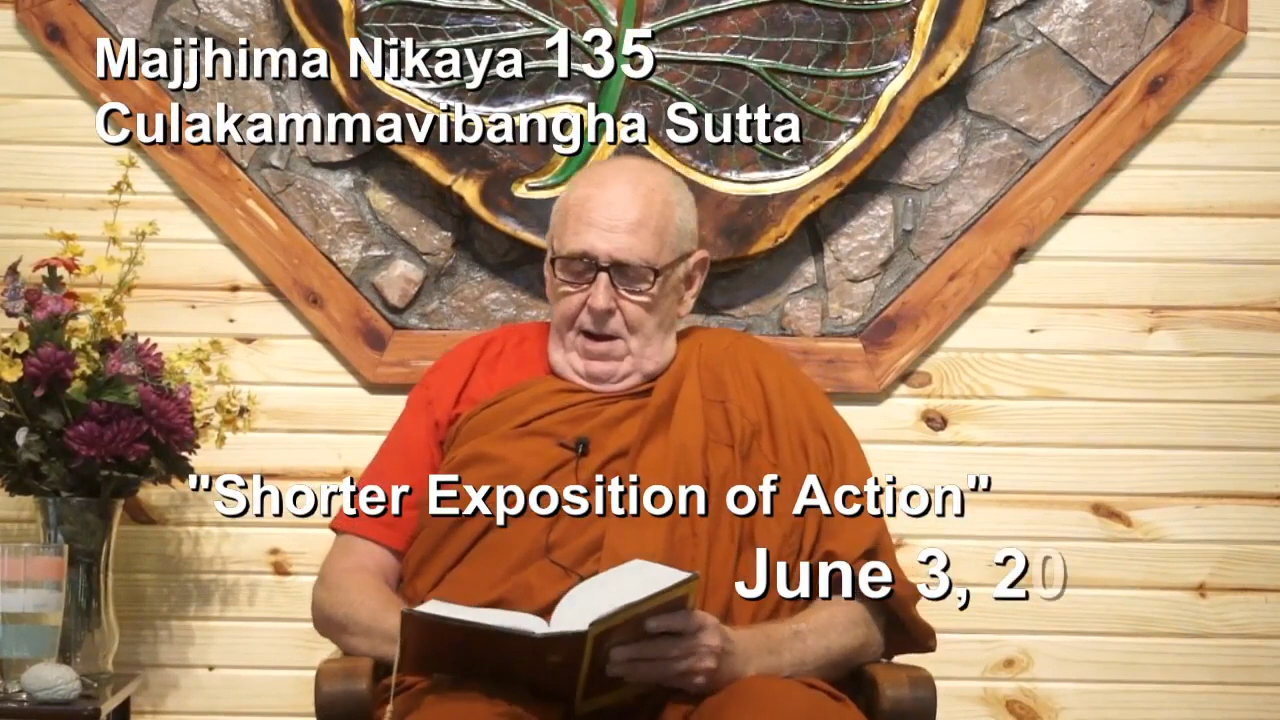 Majjhima Nikaya 135
Culakammavibangha Sutta
"Shorter Exposition of Action"
June 3, 20